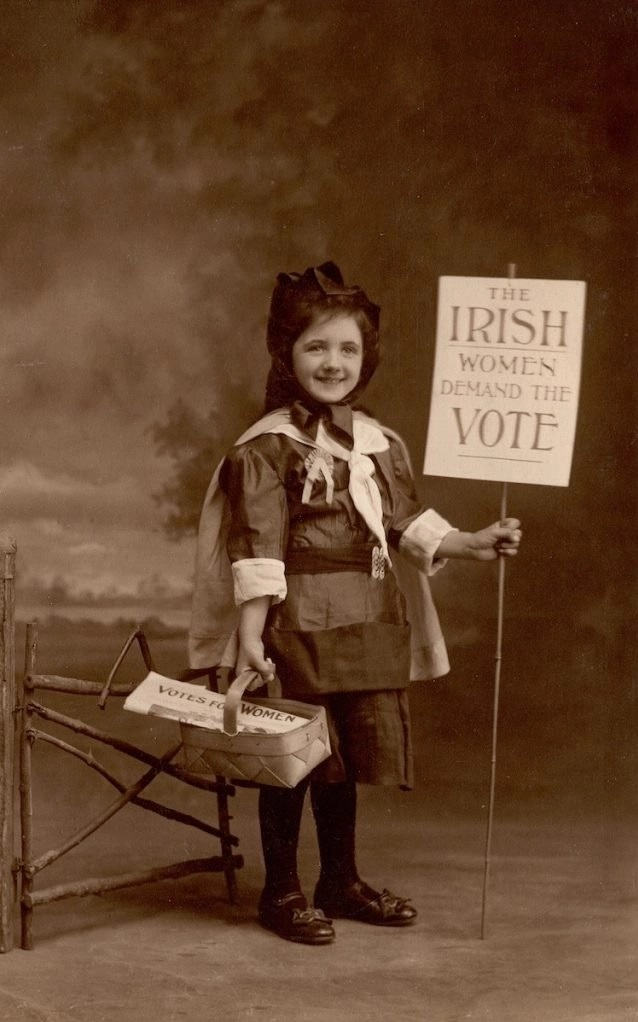 THE
IRISH
WOMEN
DEMAND THE
VOTE
VOTES FOR WOMEN